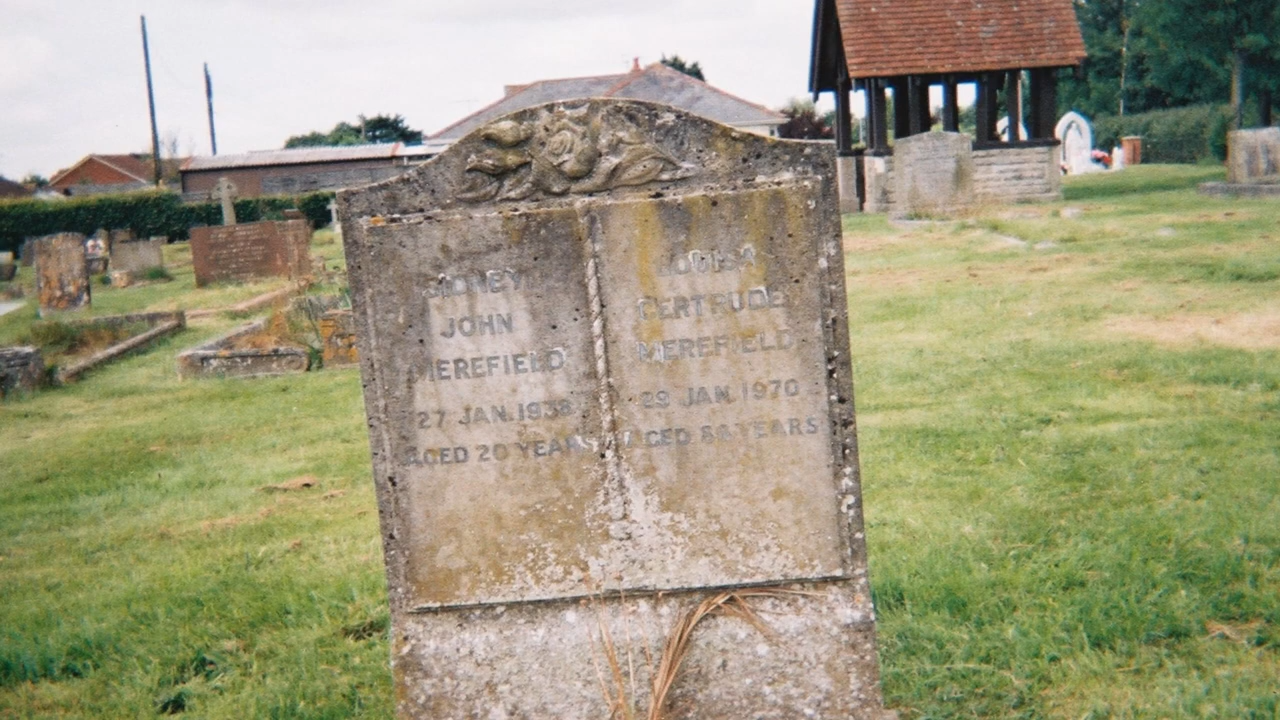 SIDNEY
JOHN
MEREFIELD
27 JAN. 1938
AGED 20 YEARS
LOUISA
GERTRUDE
MEREFIELD
29 JAN. 1970
AGED YEARS